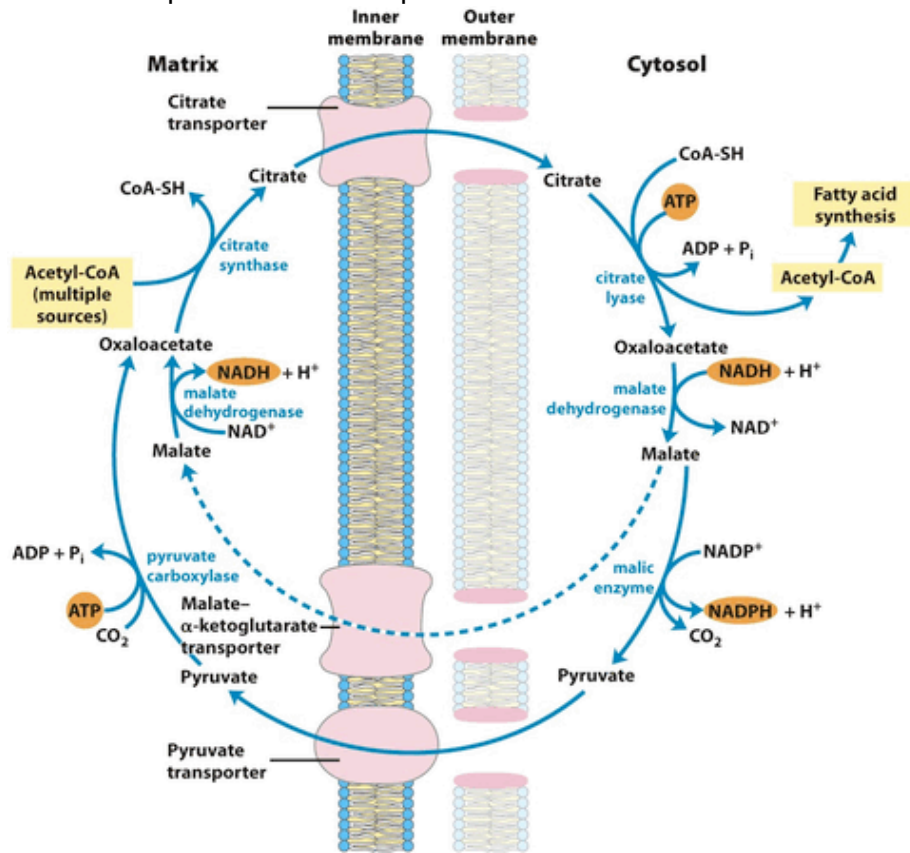 Inner
membrane
Outer
membrane
Matrix
Cytosol
Citrate
transporter
CoA-SH
Citrate
citrate
synthase
Acetyl-CoA
(multiple
sources)
Oxaloacetate
NADH + H⁺
malate
dehydrogenase
NAD⁺
Malate
ADP + Pᵢ
pyruvate
carboxylase
ATP
CO₂
Malate–
α-ketoglutarate
transporter
Pyruvate
Pyruvate
transporter
Citrate
CoA-SH
ATP
ADP + Pᵢ
citrate
lyase
Fatty acid
synthesis
Acetyl-CoA
Oxaloacetate
malate
dehydrogenase
NADH + H⁺
NAD⁺
Malate
malic
enzyme
NADP⁺
NADPH + H⁺
CO₂
Pyruvate